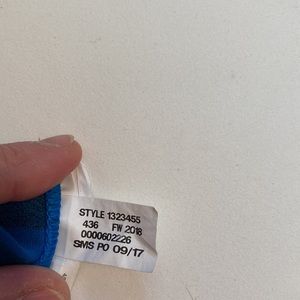 STYLE 1323455
436 FW 2018
0000602226
SMS PO 09/17